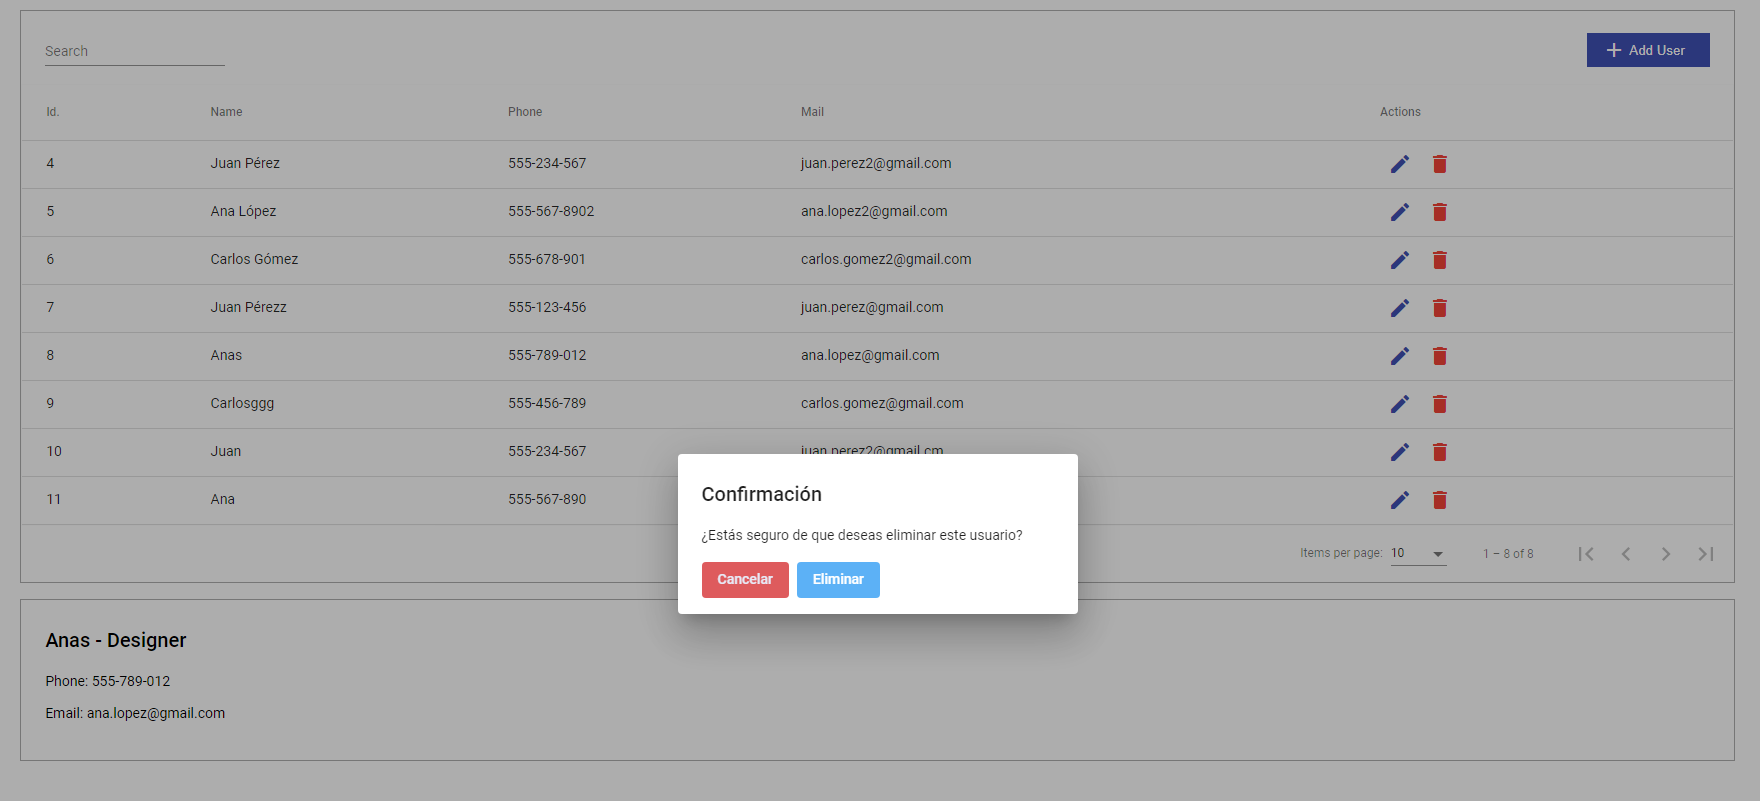 Search
Add User
Id. Name Phone Mail Actions
4 Juan Pérez 555-234-567 juan.perez2@gmail.com
5 Ana López 555-567-8902 ana.lopez2@gmail.com
6 Carlos Gómez 555-678-901 carlos.gomez2@gmail.com
7 Juan Pérezz 555-123-456 juan.perez@gmail.com
8 Anas 555-789-012 ana.lopez@gmail.com
9 Carlosggg 555-456-789 carlos.gomez@gmail.com
10 Juan 555-234-567 juan.perez2@gmail.cm
11 Ana 555-567-890
Confirmación
¿Estás seguro de que deseas eliminar este usuario?
Cancelar Eliminar
Items per page: 10 1 – 8 of 8
Anas - Designer
Phone: 555-789-012
Email: ana.lopez@gmail.com